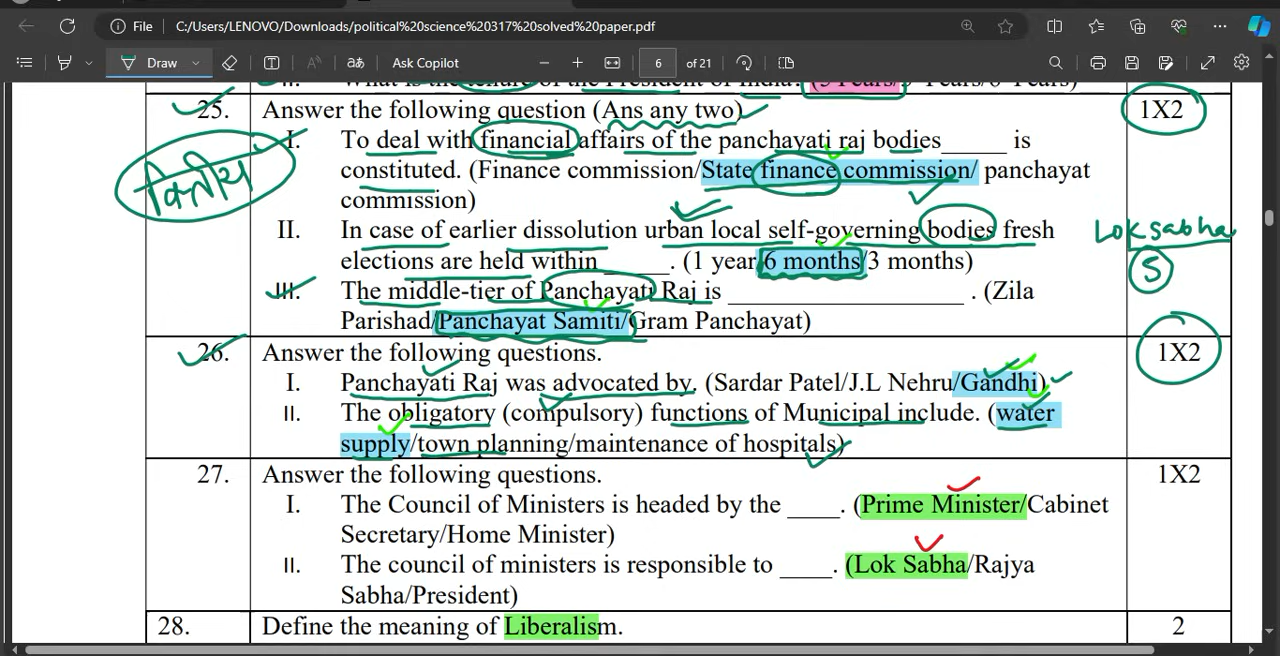 File C:/Users/LENOVO/Downloads/political%20science%20317%20solved%20paper.pdf
Draw aあ Ask Copilot 6 of 21
25. Answer the following question (Ans any two) 1X2
I. To deal with financial affairs of the panchayati raj bodies_____ is
constituted. (Finance commission/State finance commission/ panchayat
commission)
II. In case of earlier dissolution urban local self-governing bodies fresh
Lok sabha
elections are held within _____. (1 year/6 months/3 months)
5
III. The middle-tier of Panchayati Raj is __________________ . (Zila
Parishad/Panchayat Samiti/Gram Panchayat)
26. Answer the following questions. 1X2
I. Panchayati Raj was advocated by. (Sardar Patel/J.L Nehru/Gandhi)
II. The obligatory (compulsory) functions of Municipal include. (water
supply/town planning/maintenance of hospitals)
27. Answer the following questions. 1X2
I. The Council of Ministers is headed by the ____. (Prime Minister/Cabinet
Secretary/Home Minister)
II. The council of ministers is responsible to ____. (Lok Sabha/Rajya
Sabha/President)
28. Define the meaning of Liberalism. 2